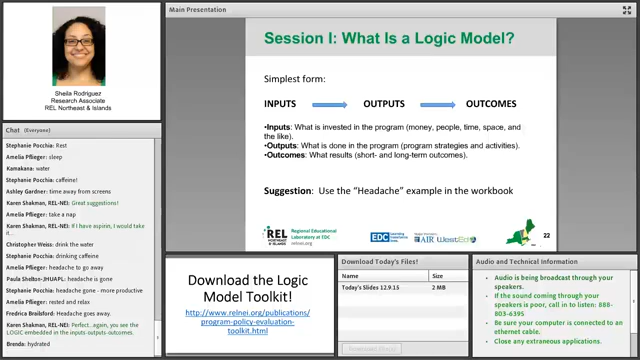 Main Presentation
Sheila Rodriguez
Research Associate
REL Northeast & Islands
Chat (Everyone)
Stephanie Pocchia: Rest
Amelia Pflieger: sleep
Kamakana: water
Stephanie Pocchia: caffeine!
Ashley Gardner: time away from screens
Karen Shakman, REL-NEI: Great suggestions!
Amelia Pflieger: take a nap
Karen Shakman, REL-NEI: If I have aspirin, I would take
it...
Christopher Weiss: drink the water
Stephanie Pocchia: drinking caffeine
Amelia Pflieger: headache to go away
Paula Shelton-JHUAPL: headache is gone
Stephanie Pocchia: headache gone - more productive
Amelia Pflieger: rested and relax
Fredrica Brailsford: Headache goes away.
Karen Shakman, REL-NEI: Perfect...again, you see the
LOGIC embedded in the inputs-outputs-outcomes.
Brenda: hydrated
Session I: What Is a Logic Model?
Simplest form:
INPUTS OUTPUTS OUTCOMES
•Inputs: What is invested in the program (money, people, time, space, and
the like).
•Outputs: What is done in the program (program strategies and activities).
•Outcomes: What results (short- and long-term outcomes).
Suggestion: Use the “Headache” example in the workbook
REL
NORTHEAST
& ISLANDS
Regional Educational
Laboratory at EDC
relnei.org
EDC
Learning
AIR
WestEd
22
Download the Logic
Model Toolkit!
http://www.relnei.org/publications/
program-policy-evaluation-
toolkit.html
Download Today's Files!
Name Size
Today's Slides 12.9.15 2 MB
Audio and Technical Information
• Audio is being broadcast through your
speakers.
• If the sound coming through your
speakers is poor, call in to listen: 888-
803-6395
• Be sure your computer is connected to an
ethernet cable.
• Close any extraneous applications.